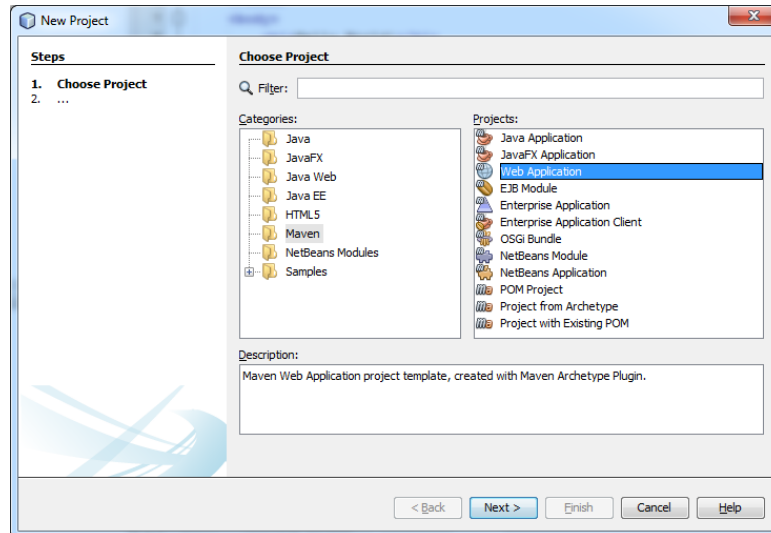 New Project
Steps
1. Choose Project
2. ...
Choose Project
Filter:
Categories:
Java
JavaFX
Java Web
Java EE
HTML5
Maven
NetBeans Modules
Samples
Projects:
Java Application
JavaFX Application
Web Application
EJB Module
Enterprise Application
Enterprise Application Client
OSGi Bundle
NetBeans Module
NetBeans Application
POM Project
Project from Archetype
Project with Existing POM
Description:
Maven Web Application project template, created with Maven Archetype Plugin.
< Back
Next >
Finish
Cancel
Help